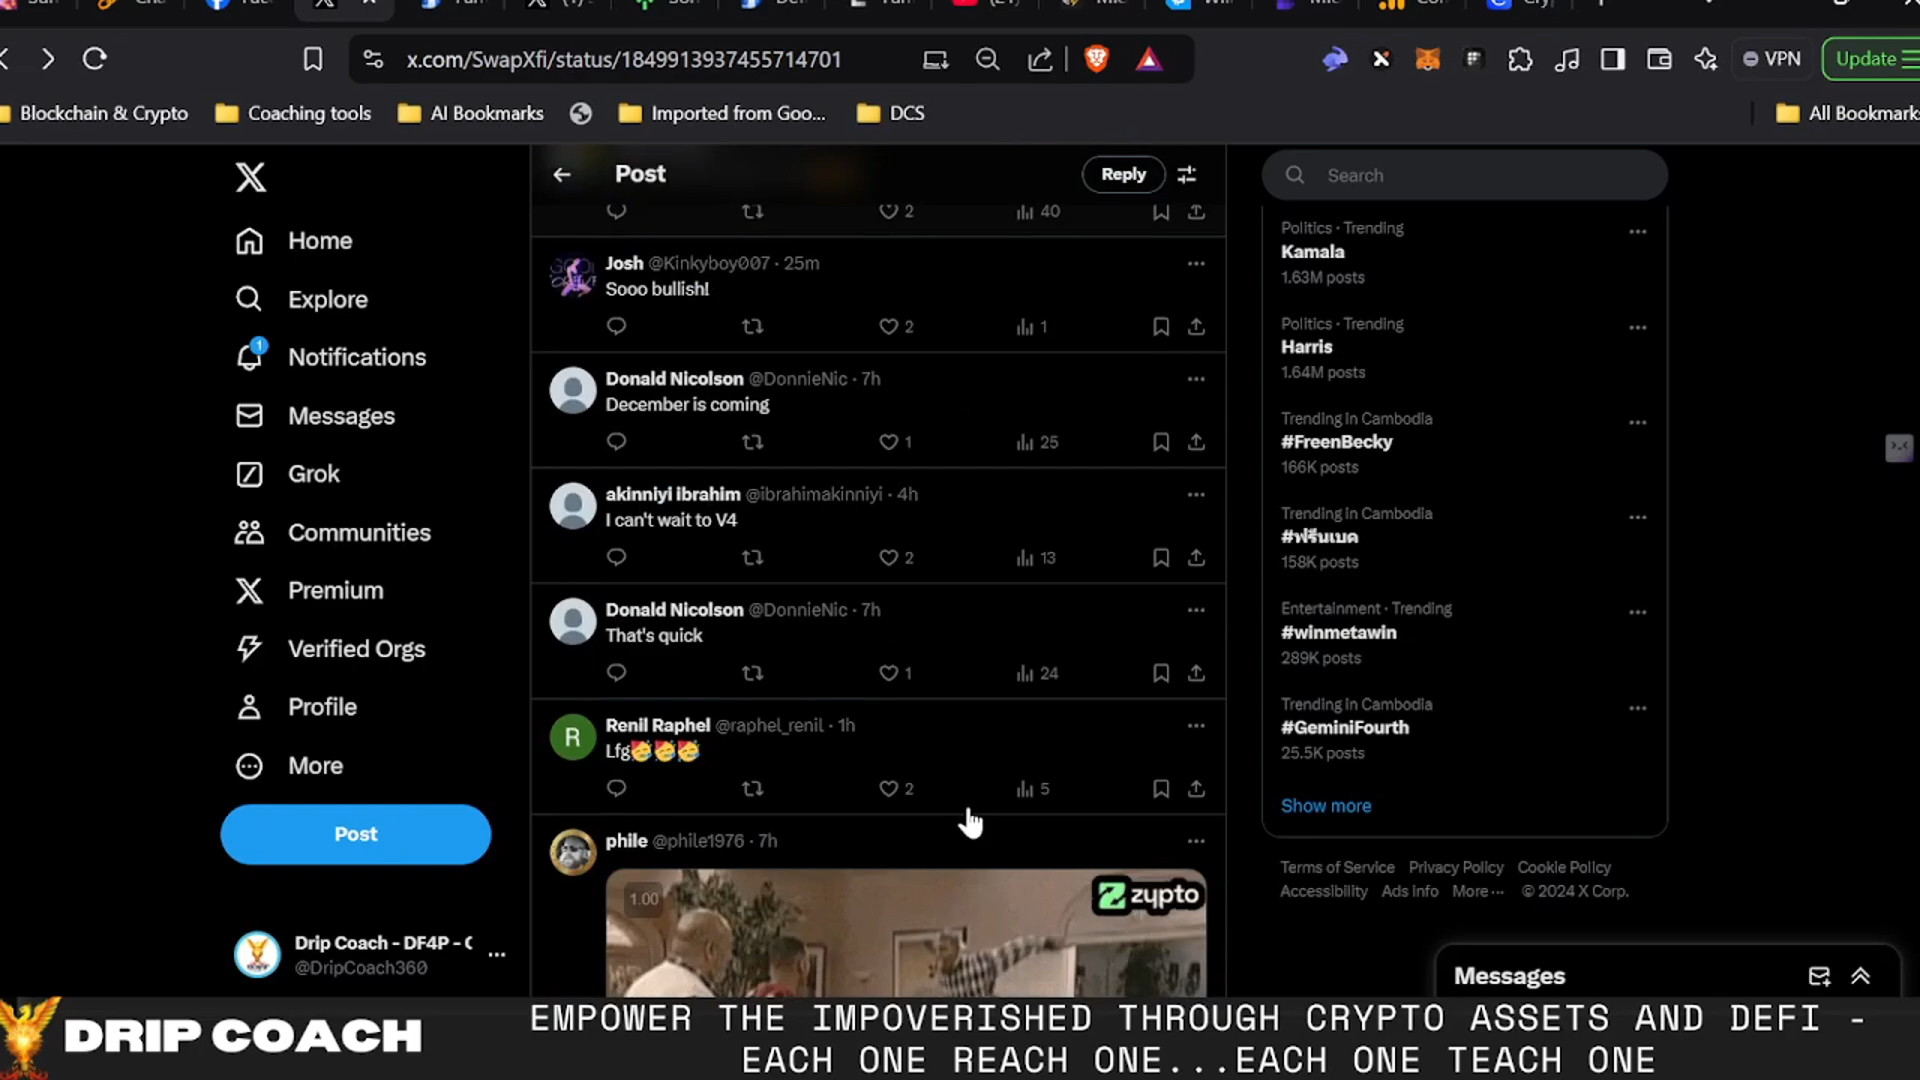 x.com/SwapXfi/status/1849913937455714701
VPN
Update
Blockchain & Crypto
Coaching tools
AI Bookmarks
Imported from Goo...
DCS
All Bookmarks
Home
Explore
1
Notifications
Messages
Grok
Communities
Premium
Verified Orgs
Profile
More
Post
Drip Coach - DF4P - C
@DripCoach360
Post
Reply
2
40
Josh @Kinkyboy007 · 25m
Sooo bullish!
2
1
Donald Nicolson @DonnieNic · 7h
December is coming
1
25
akinniyi ibrahim @ibrahimakinniyi · 4h
I can't wait to V4
2
13
Donald Nicolson @DonnieNic · 7h
That's quick
1
24
R
Renil Raphel @raphel_renil · 1h
Lfg🥳🥳🥳
2
5
phile @phile1976 · 7h
1.00
zypto
Search
Politics · Trending
Kamala
1.63M posts
Politics · Trending
Harris
1.64M posts
Trending in Cambodia
#FreenBecky
166K posts
Trending in Cambodia
#ฟรีนเบค
158K posts
Entertainment · Trending
#winmetawin
289K posts
Trending in Cambodia
#GeminiFourth
25.5K posts
Show more
Terms of Service Privacy Policy Cookie Policy
Accessibility Ads info More ··· © 2024 X Corp.
Messages
DRIP COACH
EMPOWER THE IMPOVERISHED THROUGH CRYPTO ASSETS AND DEFI -
EACH ONE REACH ONE...EACH ONE TEACH ONE